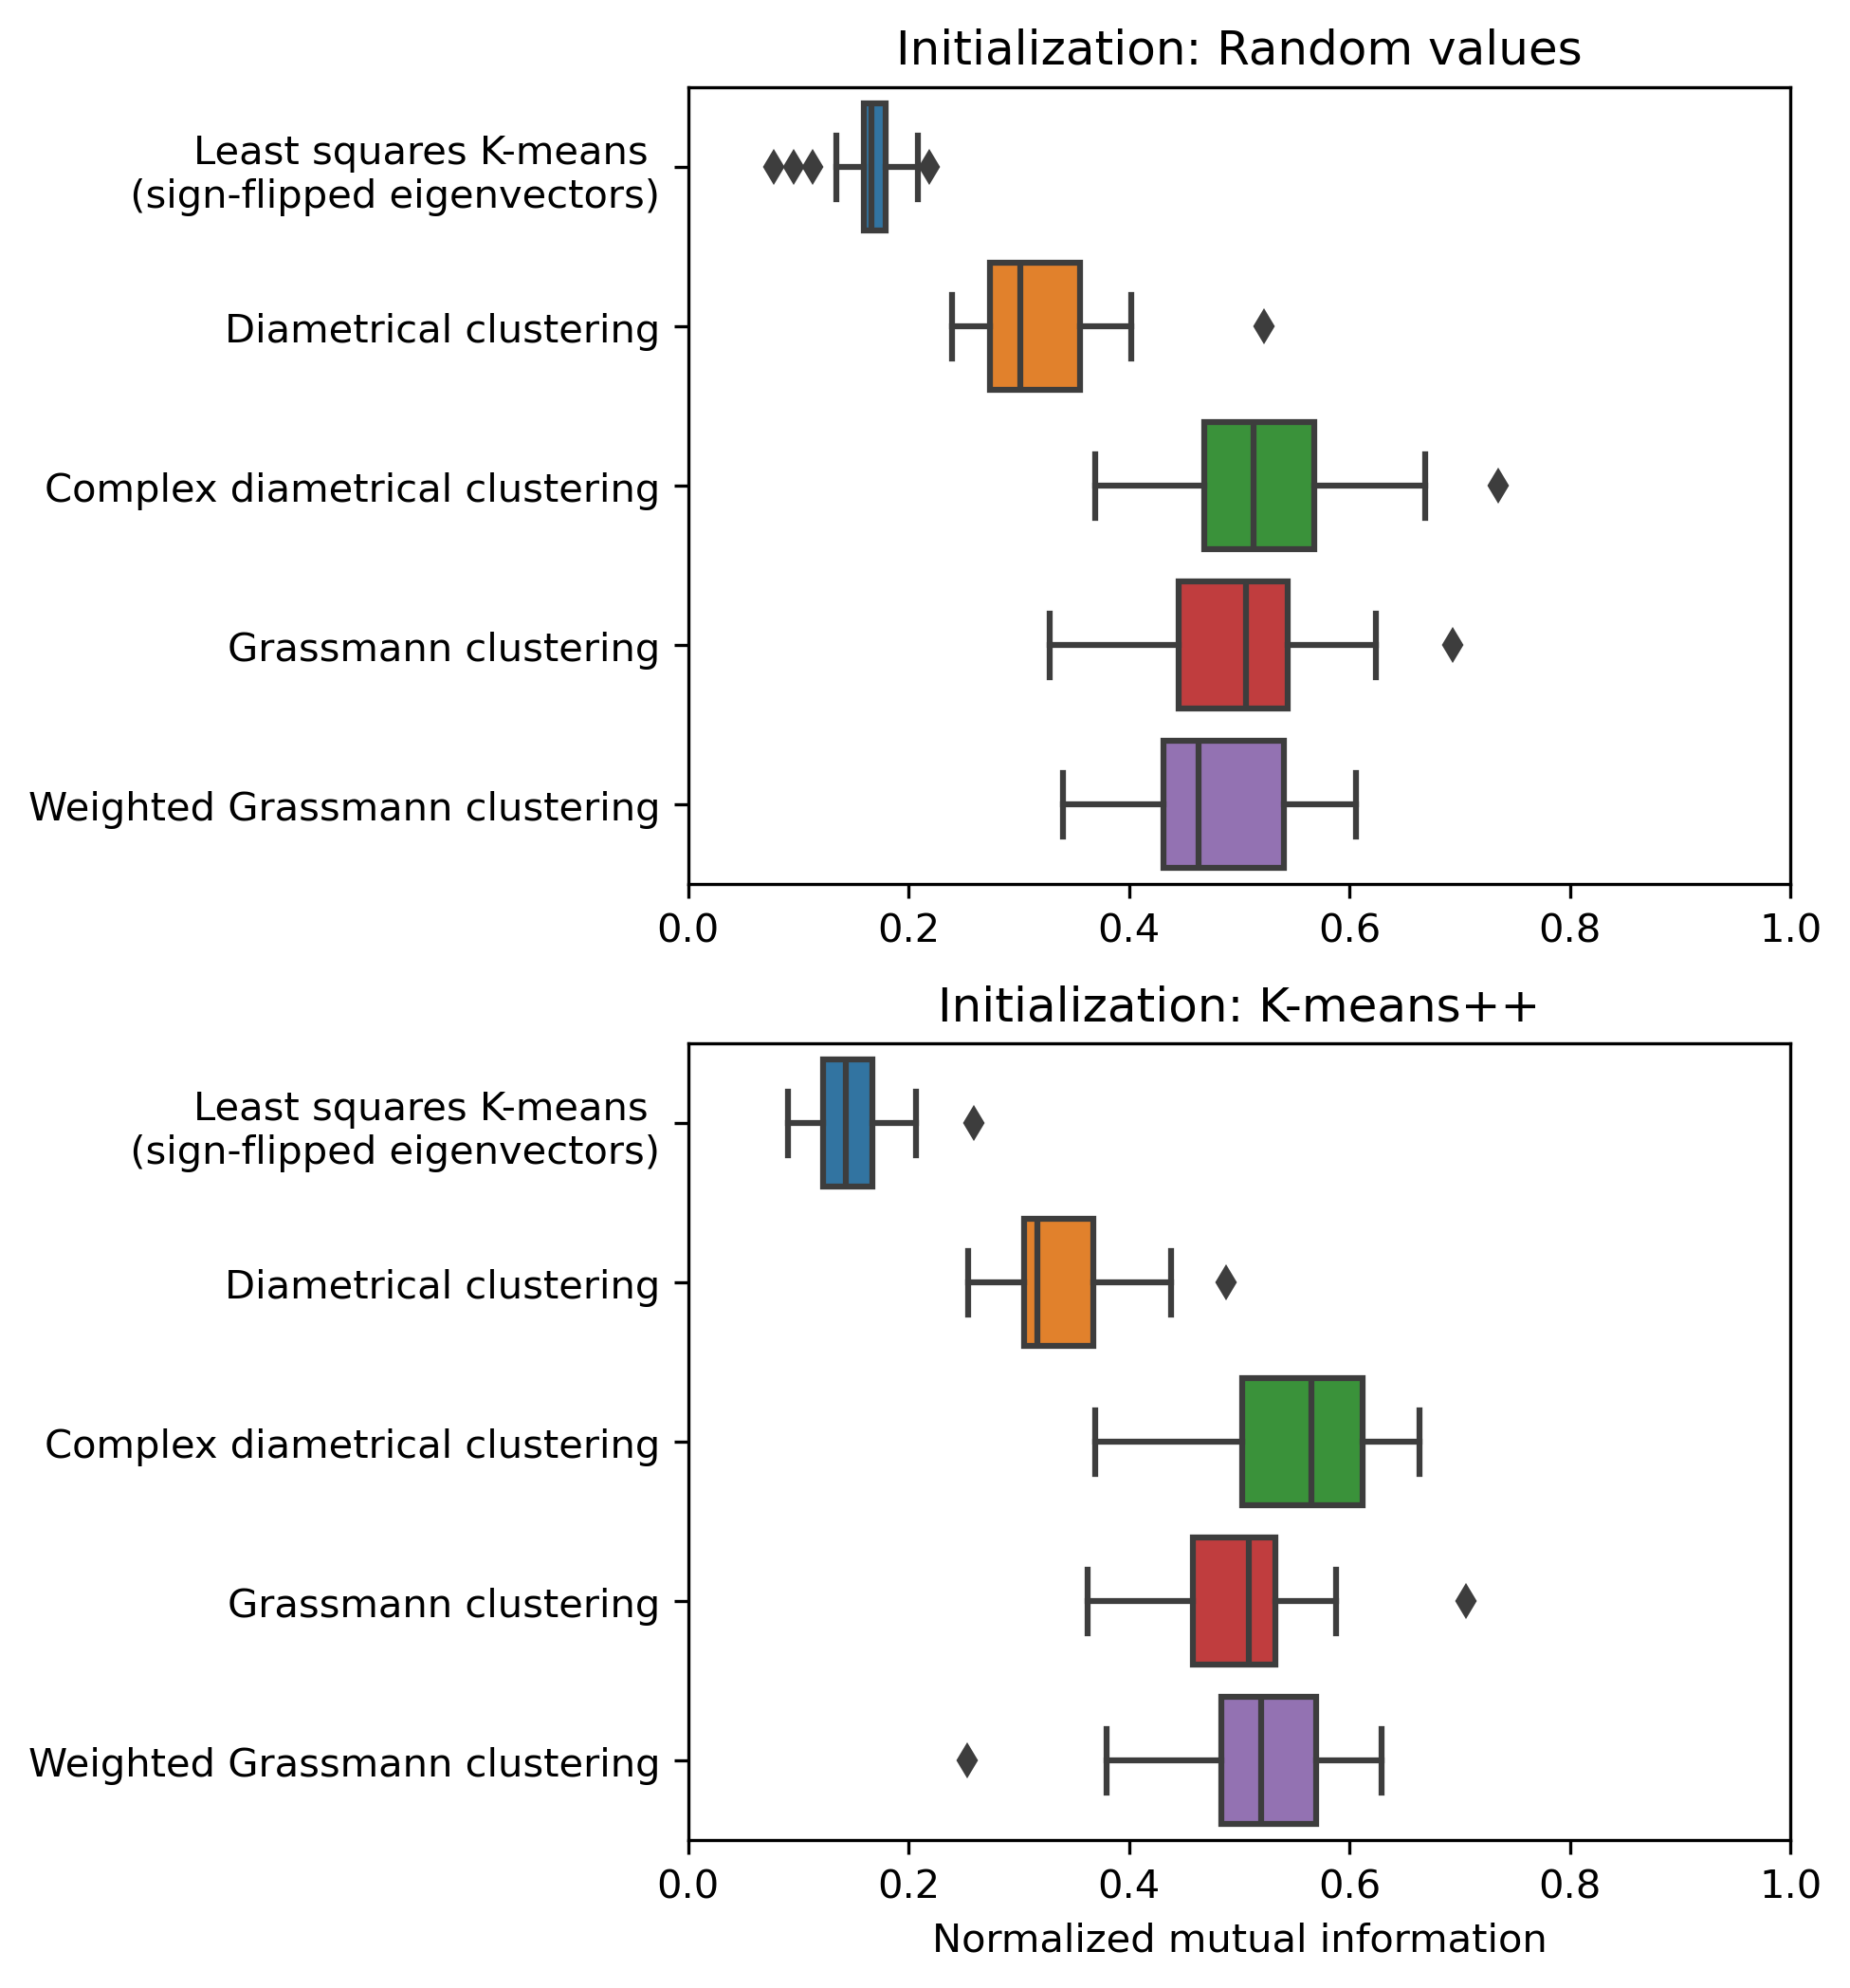 Initialization: Random values
Least squares K-means
(sign-flipped eigenvectors)
Diametrical clustering
Complex diametrical clustering
Grassmann clustering
Weighted Grassmann clustering
0.0 0.2 0.4 0.6 0.8 1.0
Initialization: K-means++
Least squares K-means
(sign-flipped eigenvectors)
Diametrical clustering
Complex diametrical clustering
Grassmann clustering
Weighted Grassmann clustering
0.0 0.2 0.4 0.6 0.8 1.0
Normalized mutual information